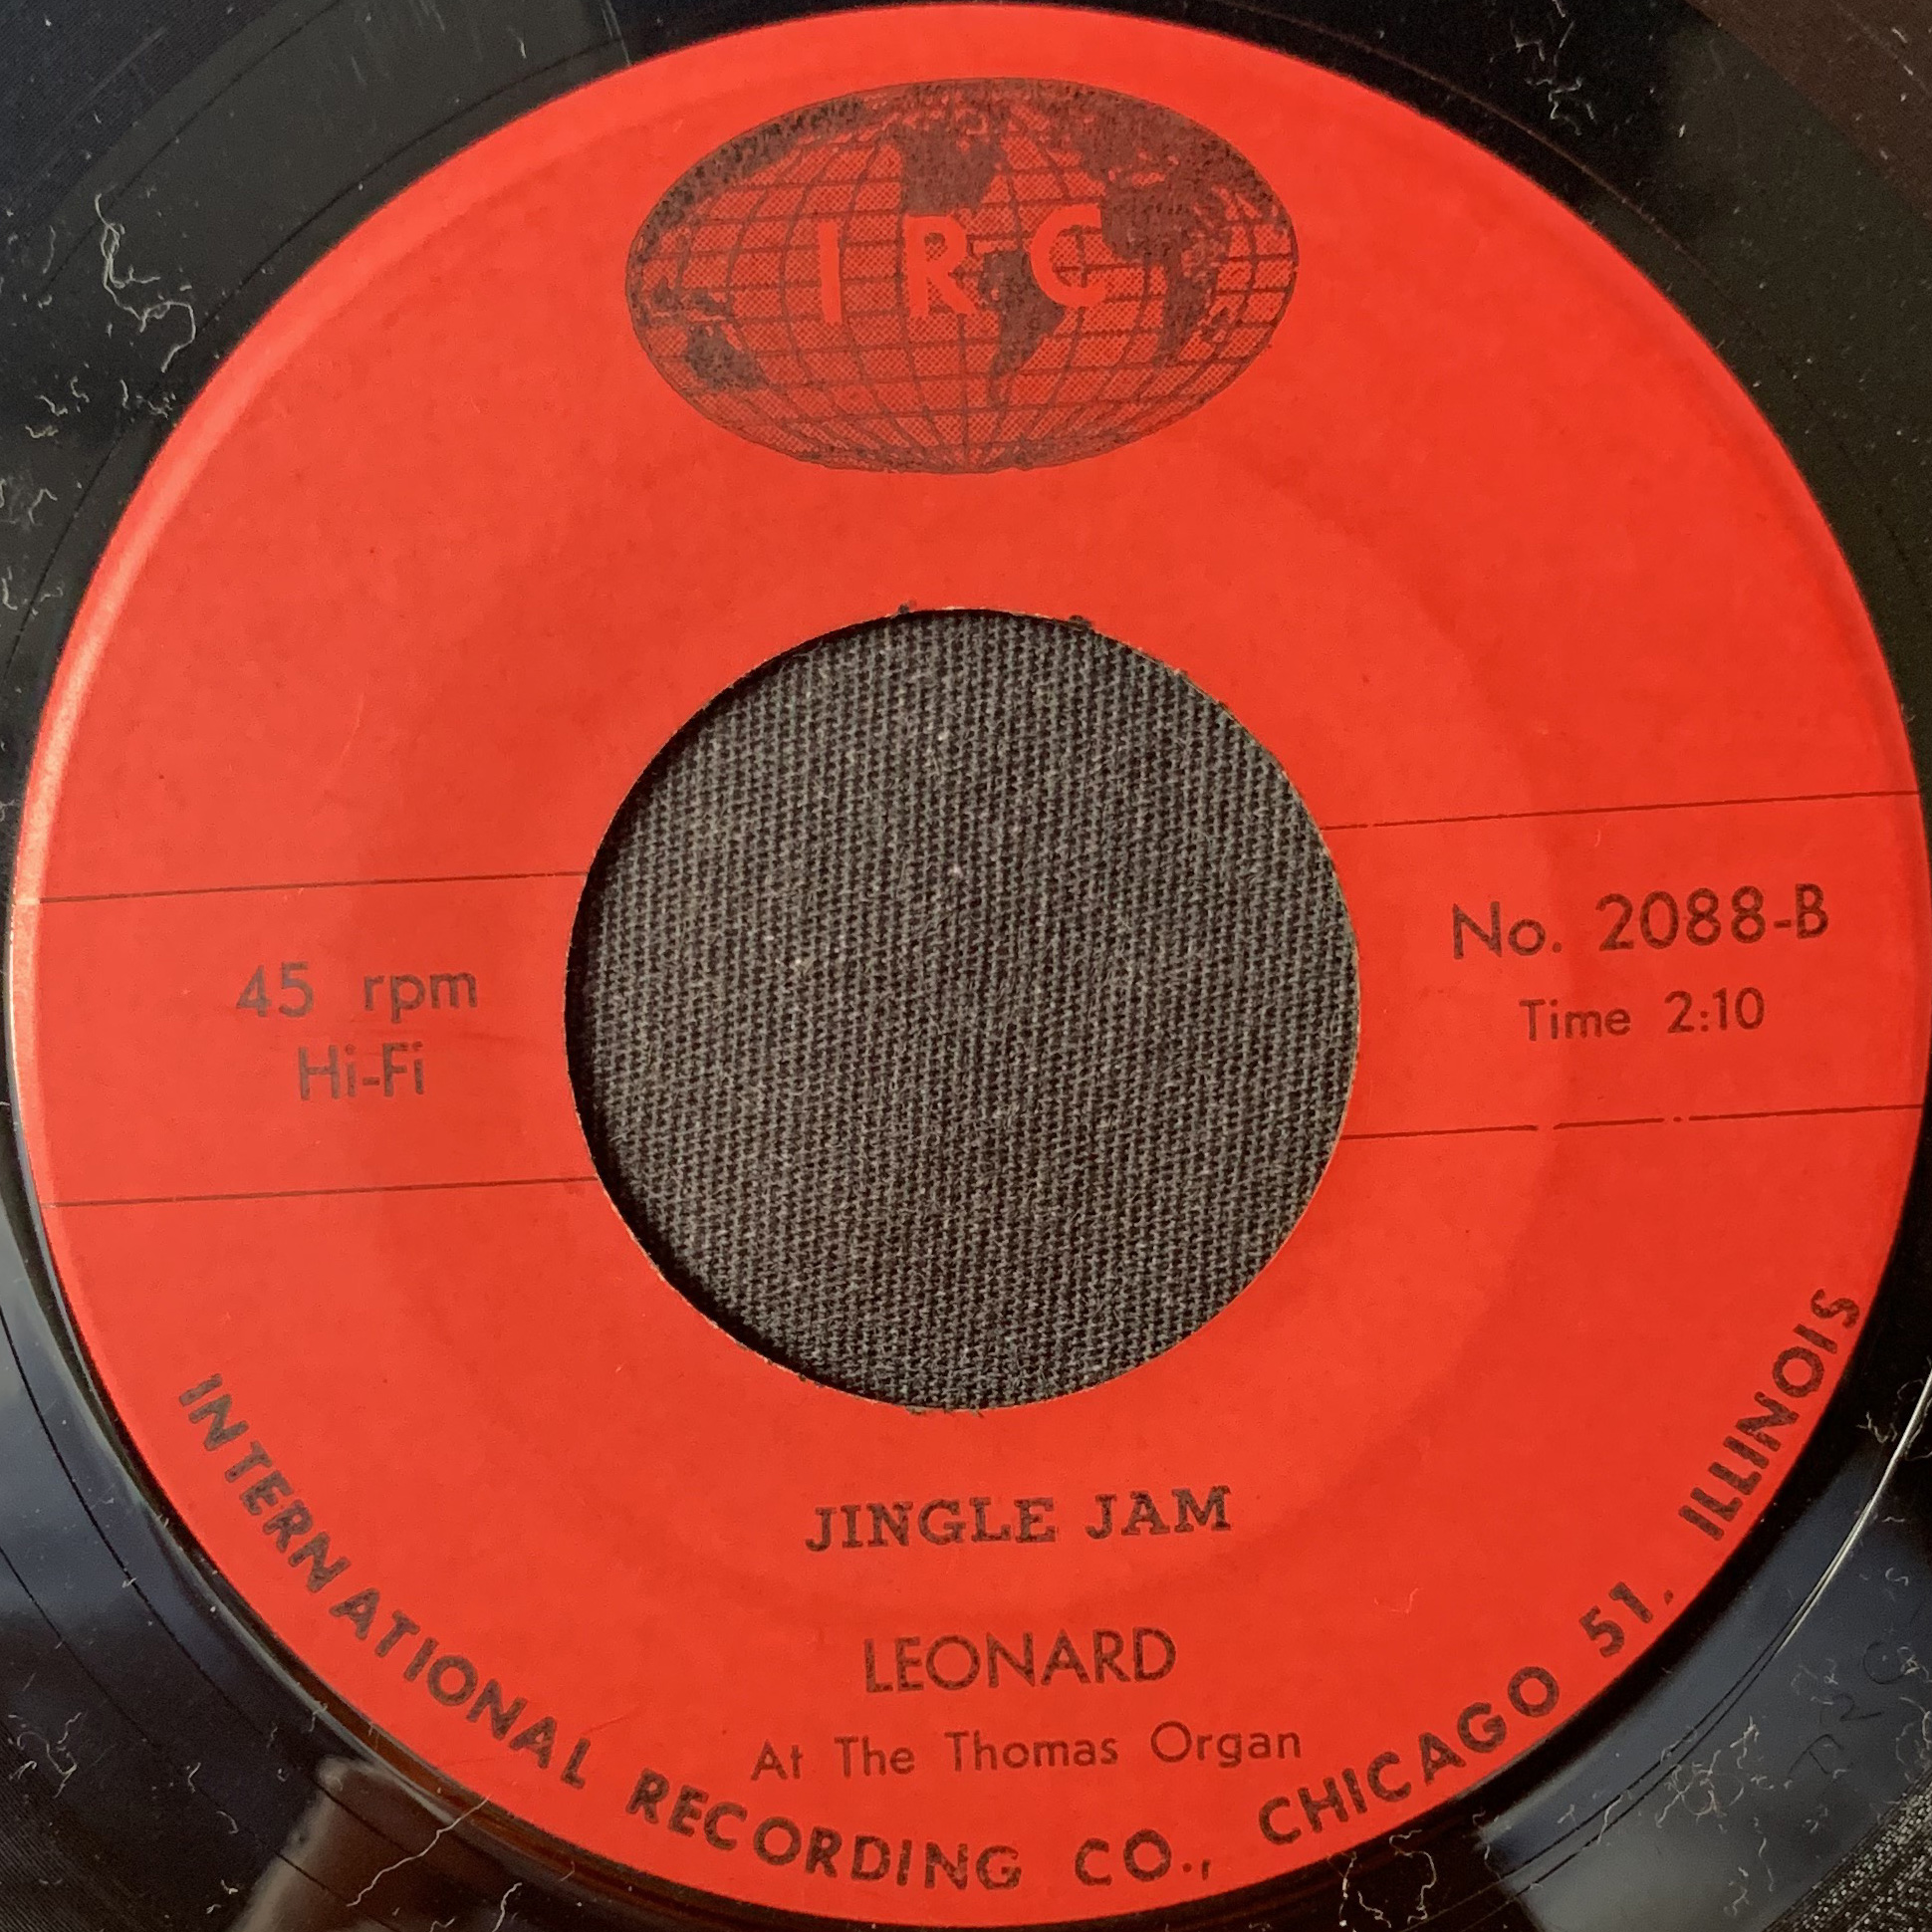 I R C
45 rpm
Hi-Fi
No. 2088-B
Time 2:10
JINGLE JAM
LEONARD
At The Thomas Organ
INTERNATIONAL RECORDING CO., CHICAGO 51, ILLINOIS